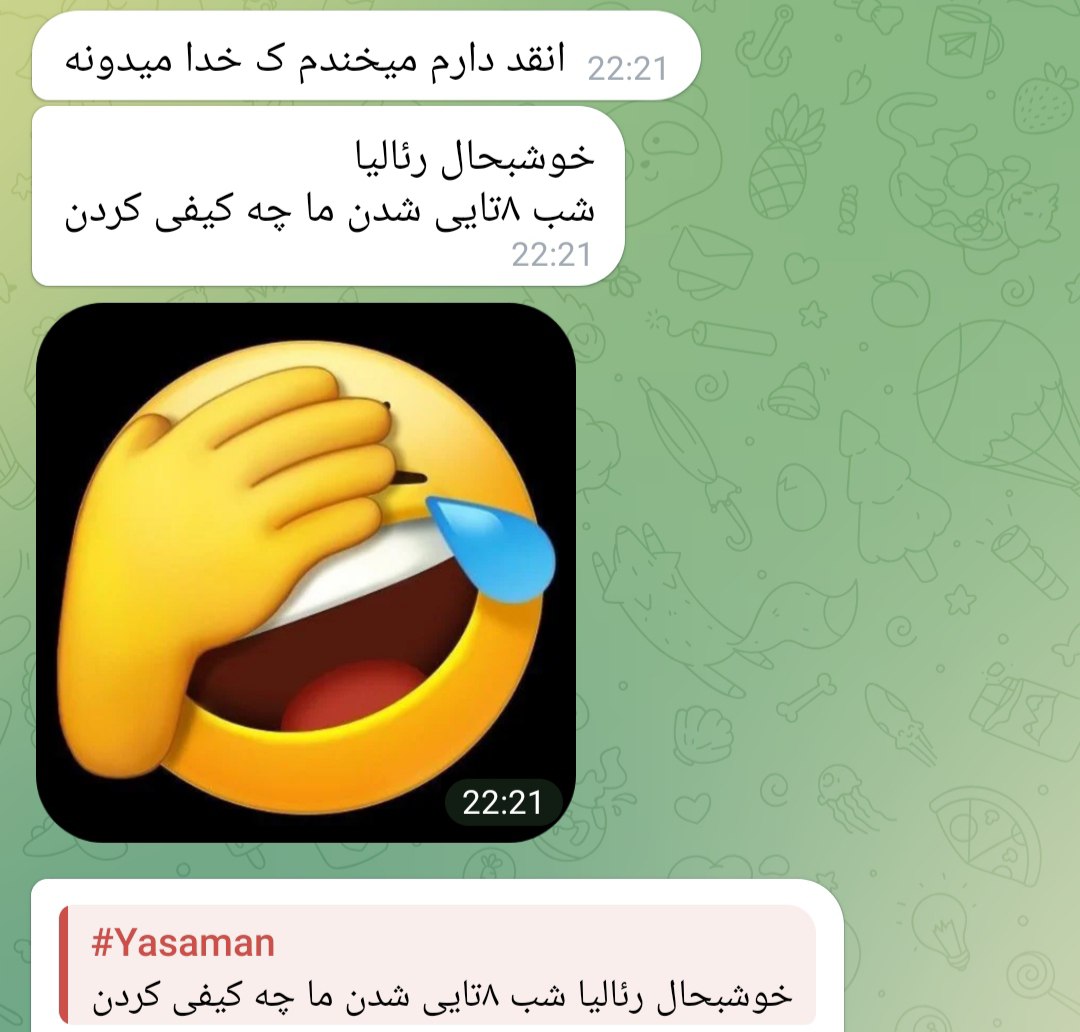 انقد دارم میخندم ک خدا میدونه
22:21
خوشبحال رئالیا
شب ۸تایی شدن ما چه کیفی کردن
22:21
22:21
#Yasaman
خوشبحال رئالیا شب ۸تایی شدن ما چه کیفی کردن